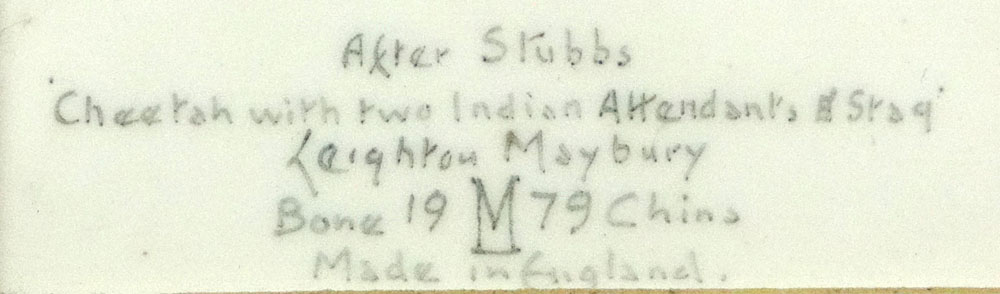 After Stubbs
'Cheetah with two Indian Attendants & Stag'
Leighton Maybury
Bone 19 M 79 China
Made in England.